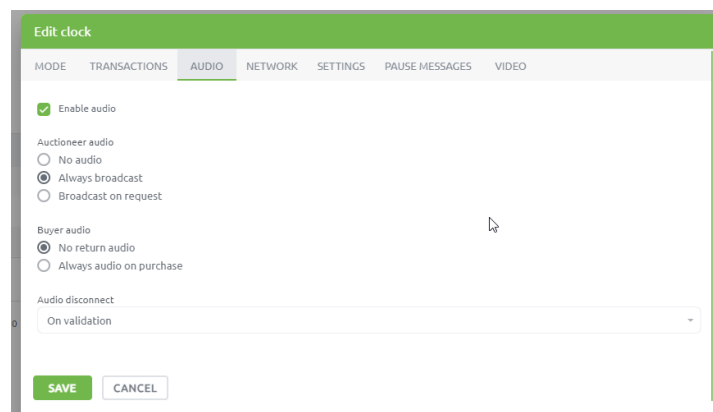 Edit clock
MODE TRANSACTIONS AUDIO NETWORK SETTINGS PAUSE MESSAGES VIDEO
Enable audio
Auctioneer audio
No audio
Always broadcast
Broadcast on request
Buyer audio
No return audio
Always audio on purchase
Audio disconnect
0
On validation
SAVE CANCEL